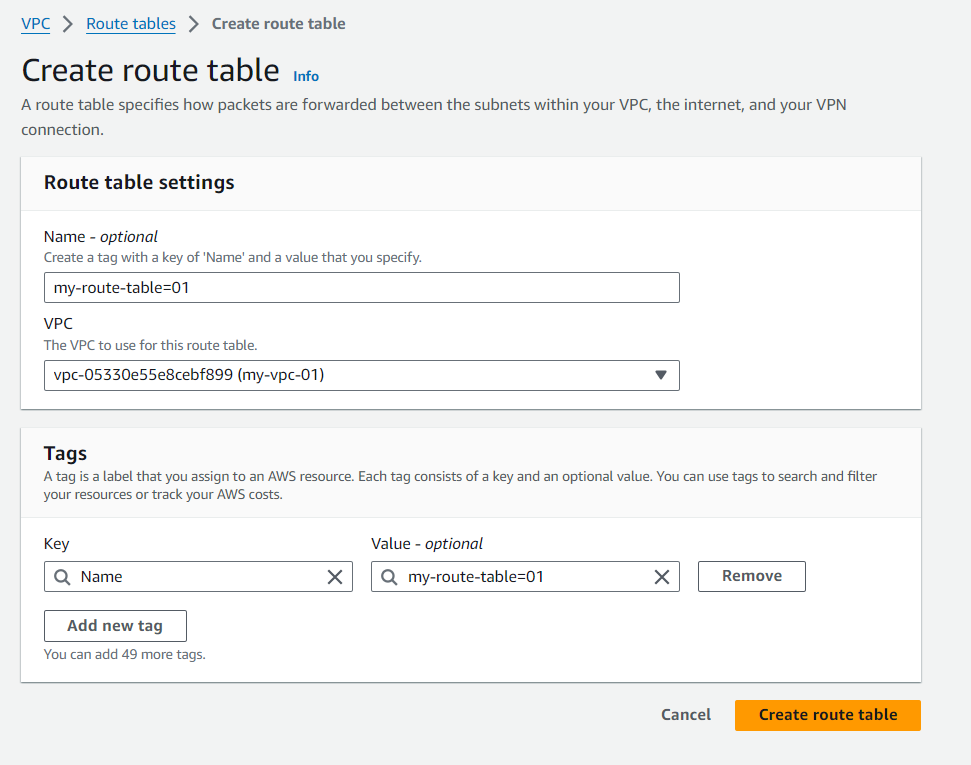 VPC > Route tables > Create route table
Create route table Info
A route table specifies how packets are forwarded between the subnets within your VPC, the internet, and your VPN
connection.
Route table settings
Name - optional
Create a tag with a key of 'Name' and a value that you specify.
my-route-table=01
VPC
The VPC to use for this route table.
vpc-05330e55e8cebf899 (my-vpc-01)
Tags
A tag is a label that you assign to an AWS resource. Each tag consists of a key and an optional value. You can use tags to search and filter
your resources or track your AWS costs.
Key Value - optional
Name my-route-table=01 Remove
Add new tag
You can add 49 more tags.
Cancel Create route table